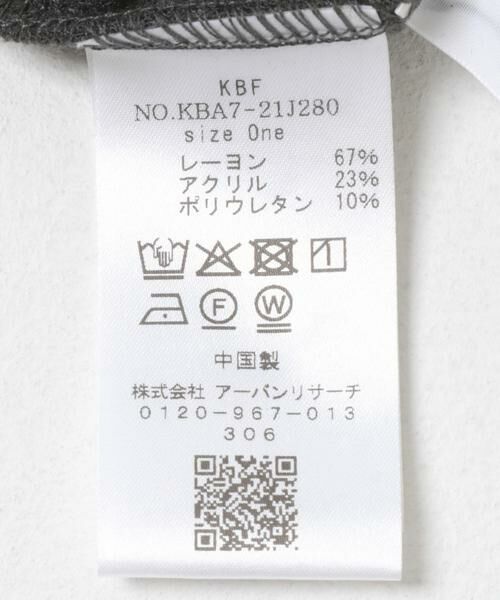 KBF
NO.KBA7-21J280
size One
レーヨン 67%
アクリル 23%
ポリウレタン 10%
F W
中国製
株式会社 アーバンリサーチ
0120-967-013
306